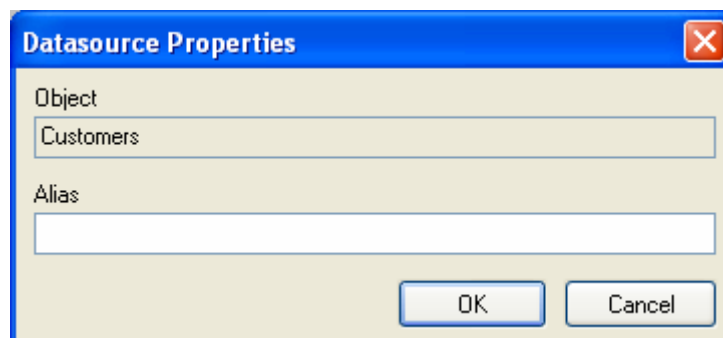 Datasource Properties
Object
Customers
Alias
OK Cancel